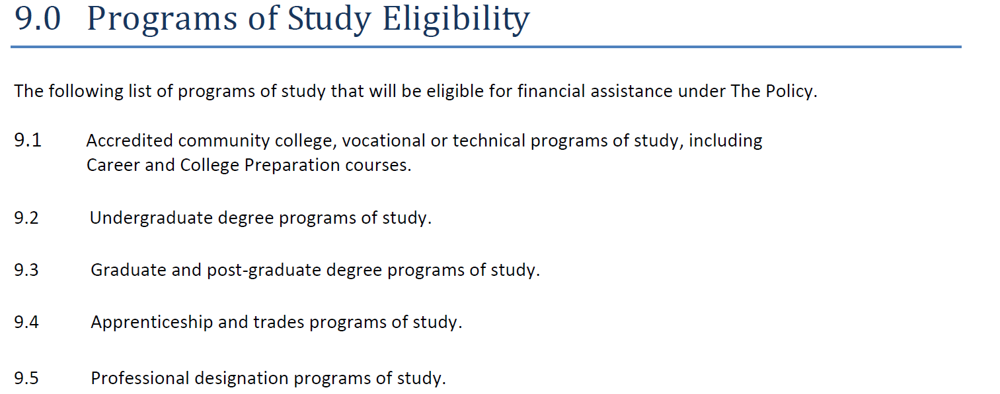 9.0 Programs of Study Eligibility
The following list of programs of study that will be eligible for financial assistance under The Policy.
9.1 Accredited community college, vocational or technical programs of study, including
Career and College Preparation courses.
9.2 Undergraduate degree programs of study.
9.3 Graduate and post-graduate degree programs of study.
9.4 Apprenticeship and trades programs of study.
9.5 Professional designation programs of study.